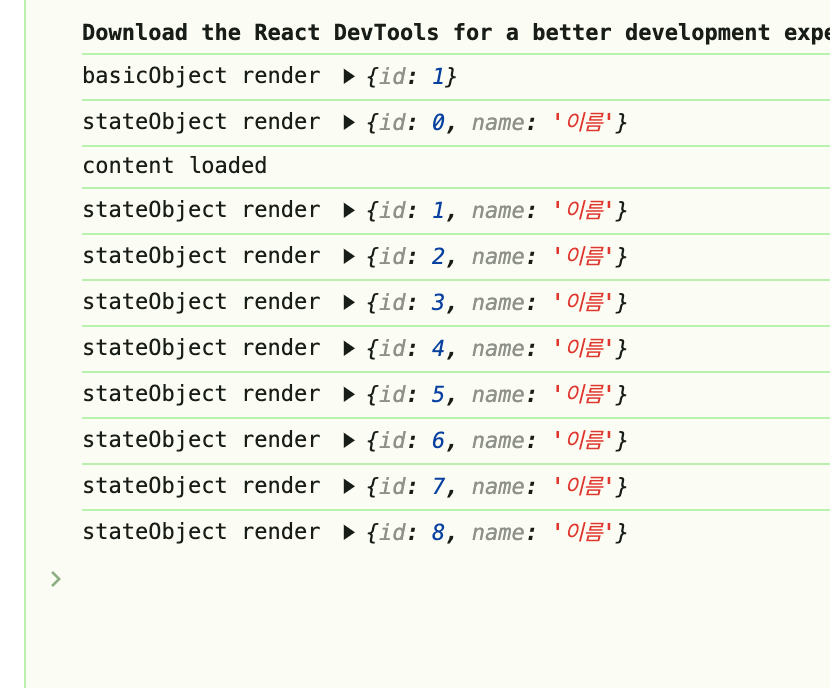 Download the React DevTools for a better development
basicObject render ▶ {id: 1}
stateObject render ▶ {id: 0, name: '이름'}
content loaded
stateObject render ▶ {id: 1, name: '이름'}
stateObject render ▶ {id: 2, name: '이름'}
stateObject render ▶ {id: 3, name: '이름'}
stateObject render ▶ {id: 4, name: '이름'}
stateObject render ▶ {id: 5, name: '이름'}
stateObject render ▶ {id: 6, name: '이름'}
stateObject render ▶ {id: 7, name: '이름'}
stateObject render ▶ {id: 8, name: '이름'}